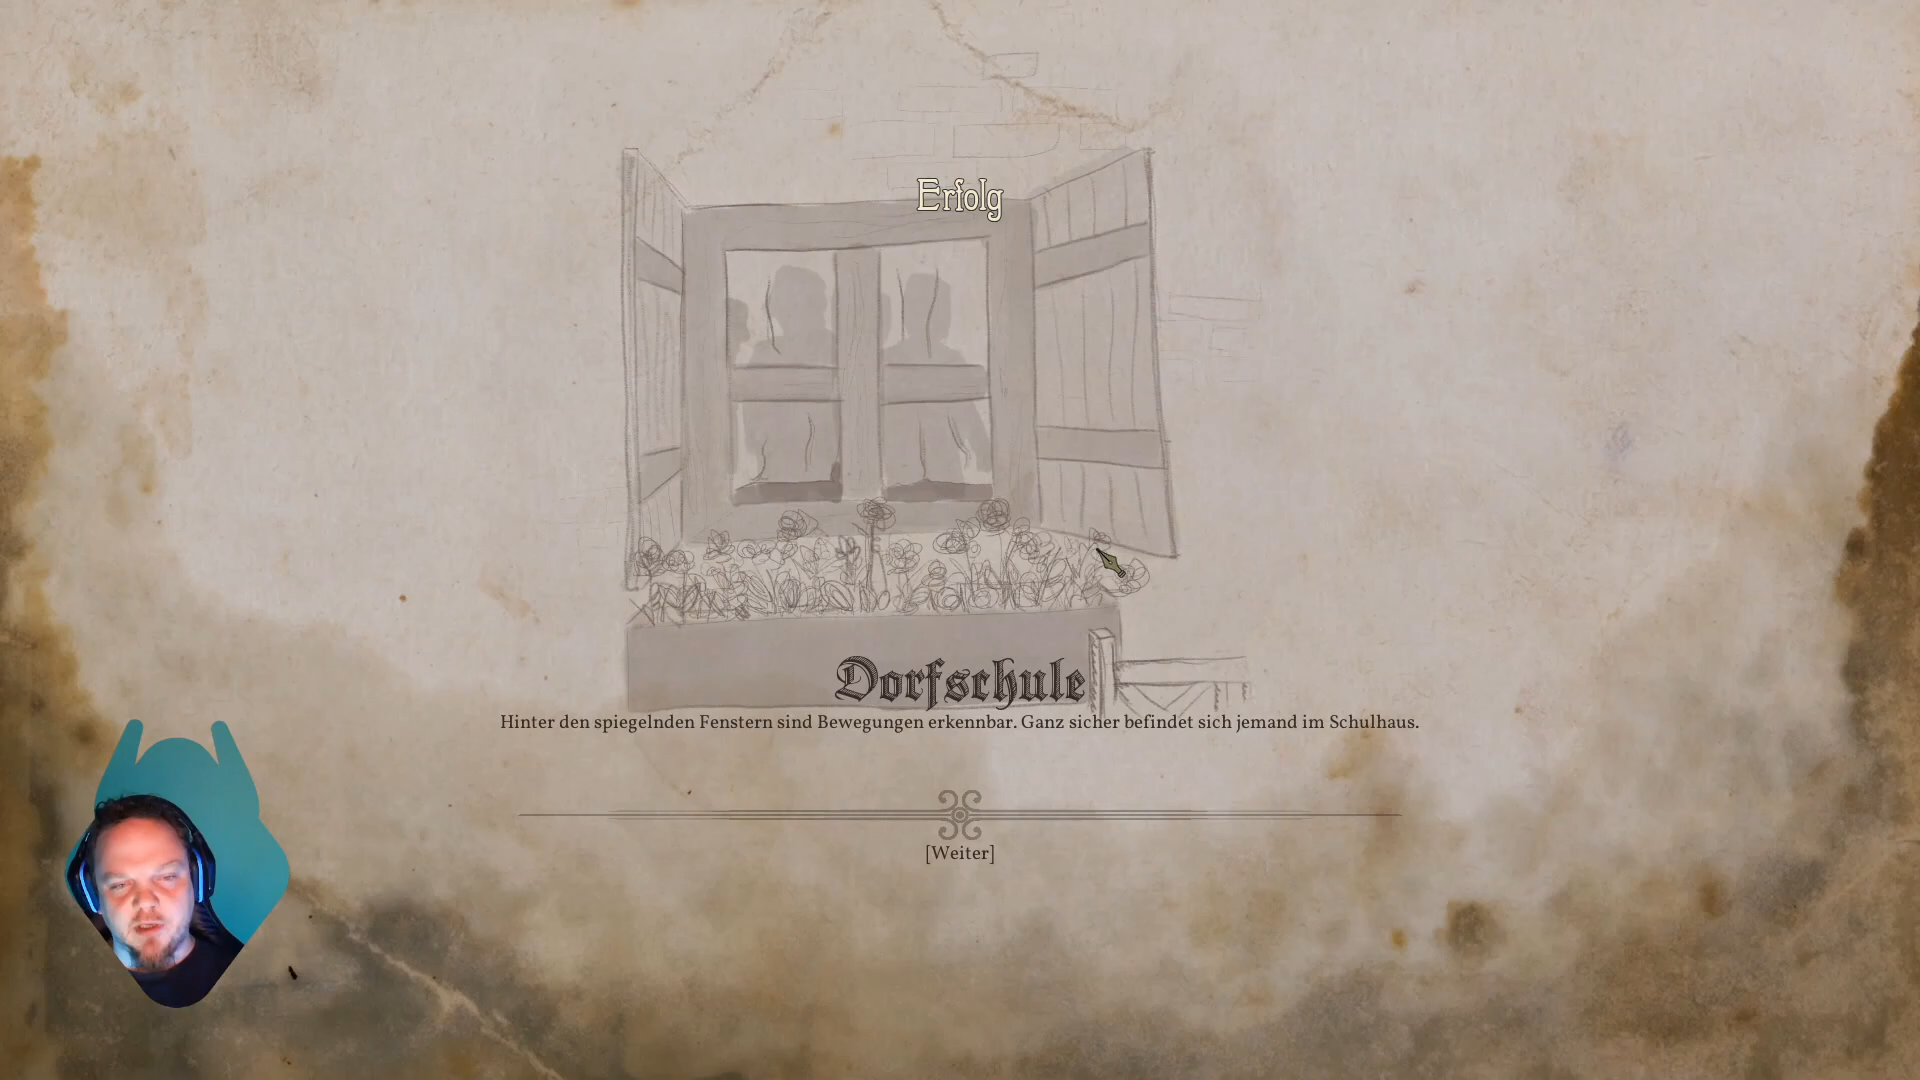 Erfolg
Dorfschule
Hinter den spiegelnden Fenstern sind Bewegungen erkennbar. Ganz sicher befindet sich jemand im Schulhaus.
[Weiter]